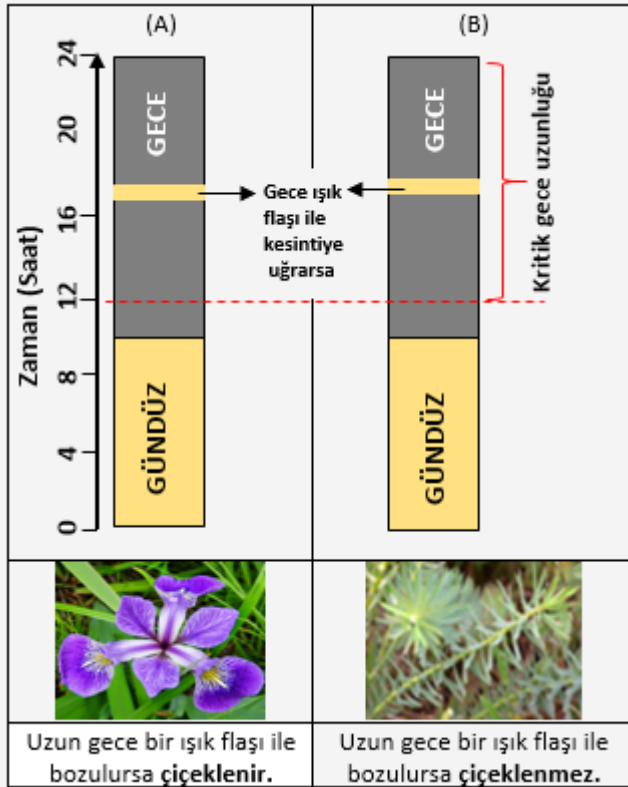 (A)
(B)
24
20
16
12
8
4
0
Zaman (Saat)
GECE
GÜNDÜZ
Gece ışık
flaşı ile
kesintiye
uğrarsa
GECE
GÜNDÜZ
Kritik gece uzunluğu
Uzun gece bir ışık flaşı ile
bozulursa çiçeklenir.
Uzun gece bir ışık flaşı ile
bozulursa çiçeklenmez.